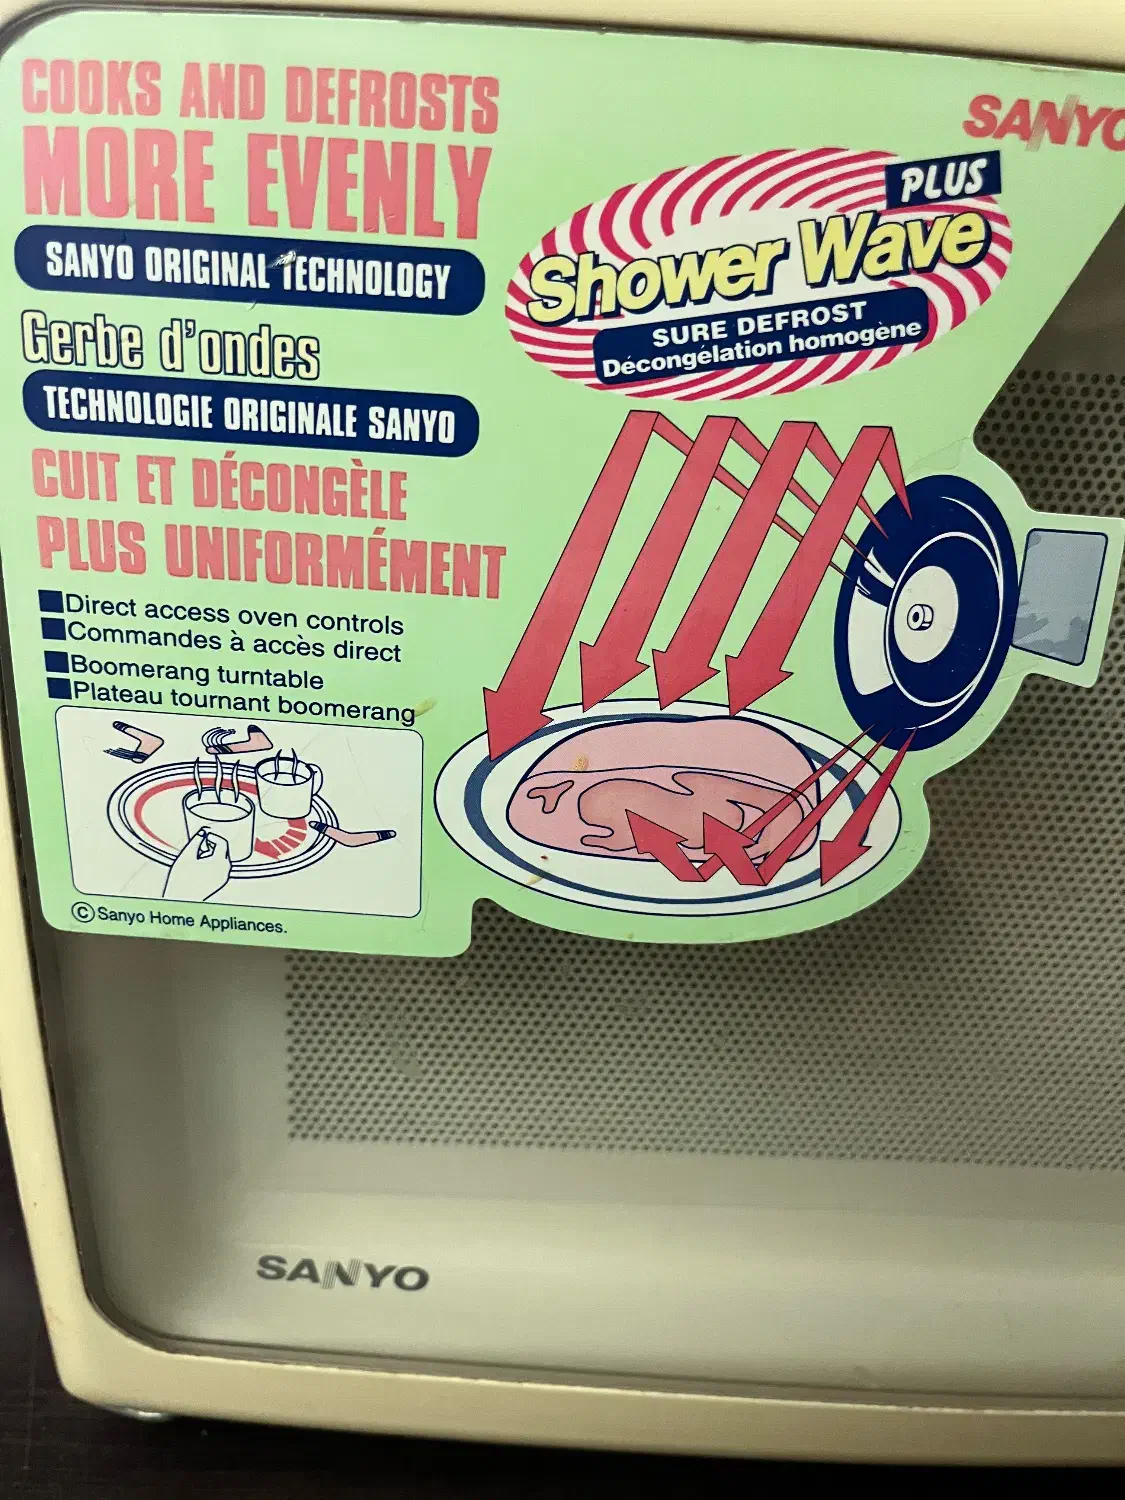 COOKS AND DEFROSTS
MORE EVENLY
SANYO ORIGINAL TECHNOLOGY
Gerbe d'ondes
TECHNOLOGIE ORIGINALE SANYO
CUIT ET DÉCONGÈLE
PLUS UNIFORMÉMENT
■Direct access oven controls
■Commandes à accès direct
■Boomerang turntable
■Plateau tournant boomerang
©Sanyo Home Appliances.
SANYO
PLUS
Shower Wave
SURE DEFROST
Décongélation homogène
SANYO